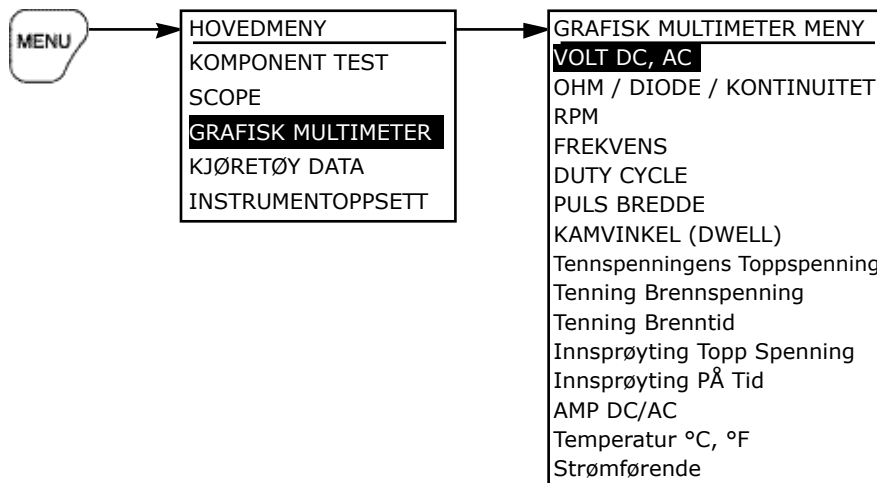 MENU
HOVEDMENY
KOMPONENT TEST
SCOPE
GRAFISK MULTIMETER
KJØRETØY DATA
INSTRUMENTOPPSETT
GRAFISK MULTIMETER MENY
VOLT DC, AC
OHM / DIODE / KONTINUITET
RPM
FREKVENS
DUTY CYCLE
PULS BREDDE
KAMVINKEL (DWELL)
Tennspenningens Toppspenning
Tenning Brennspenning
Tenning Brenntid
Innsprøyting Topp Spenning
Innsprøyting PÅ Tid
AMP DC/AC
Temperatur °C, °F
Strømførende